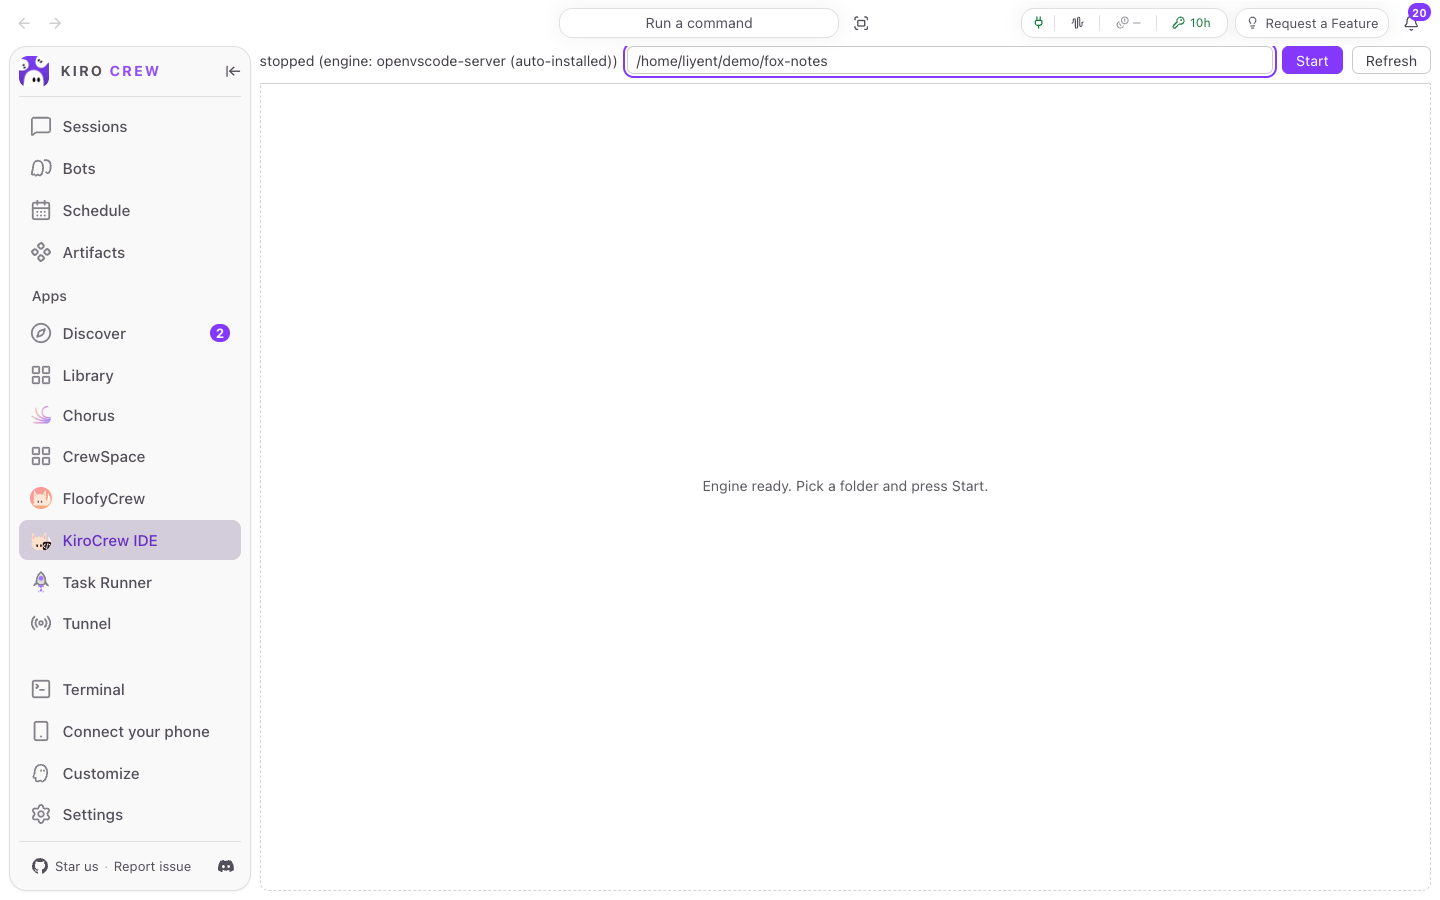 Run a command
10h
Request a Feature
20
KIRO CREW
stopped (engine: openvscode-server (auto-installed))
/home/liyent/demo/fox-notes
Start
Refresh
Sessions
Bots
Schedule
Artifacts
Apps
Discover
2
Library
Chorus
CrewSpace
FloofyCrew
KiroCrew IDE
Task Runner
Tunnel
Engine ready. Pick a folder and press Start.
Terminal
Connect your phone
Customize
Settings
Star us · Report issue